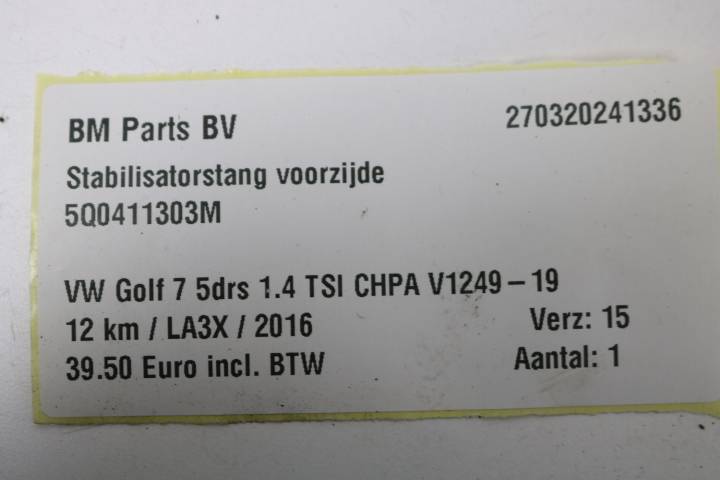 BM Parts BV 270320241336
Stabilisatorstang voorzijde
5Q0411303M
VW Golf 7 5drs 1.4 TSI CHPA V1249 – 19
12 km / LA3X / 2016 Verz: 15
39.50 Euro incl. BTW Aantal: 1